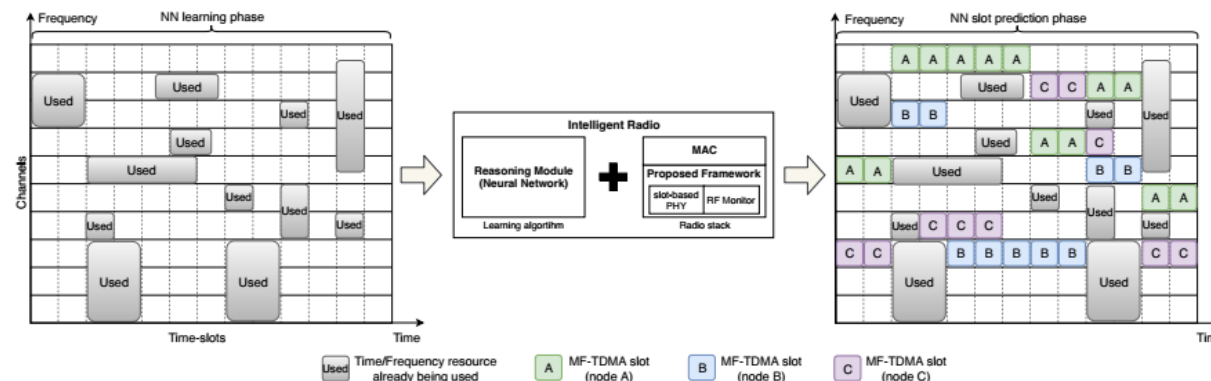 Frequency
NN learning phase
Used
Used
Used
Used
Used
Used
Used
Used
Used
Used
Used
Used
Channels
Time-slots
Time
Intelligent Radio
Reasoning Module
(Neural Network)
Learning algorithm
MAC
Proposed Framework
slot-based
PHY
RF Monitor
Radio stack
Frequency
NN slot prediction phase
A A A A A
Used Used C C A A Used
B B Used
Used A A C
A A Used B B
Used Used A A
Used C C C Used
C C Used B B B B B Used C C
Tim
Used Time/Frequency resource
already being used
A MF-TDMA slot
(node A)
B MF-TDMA slot
(node B)
C MF-TDMA slot
(node C)